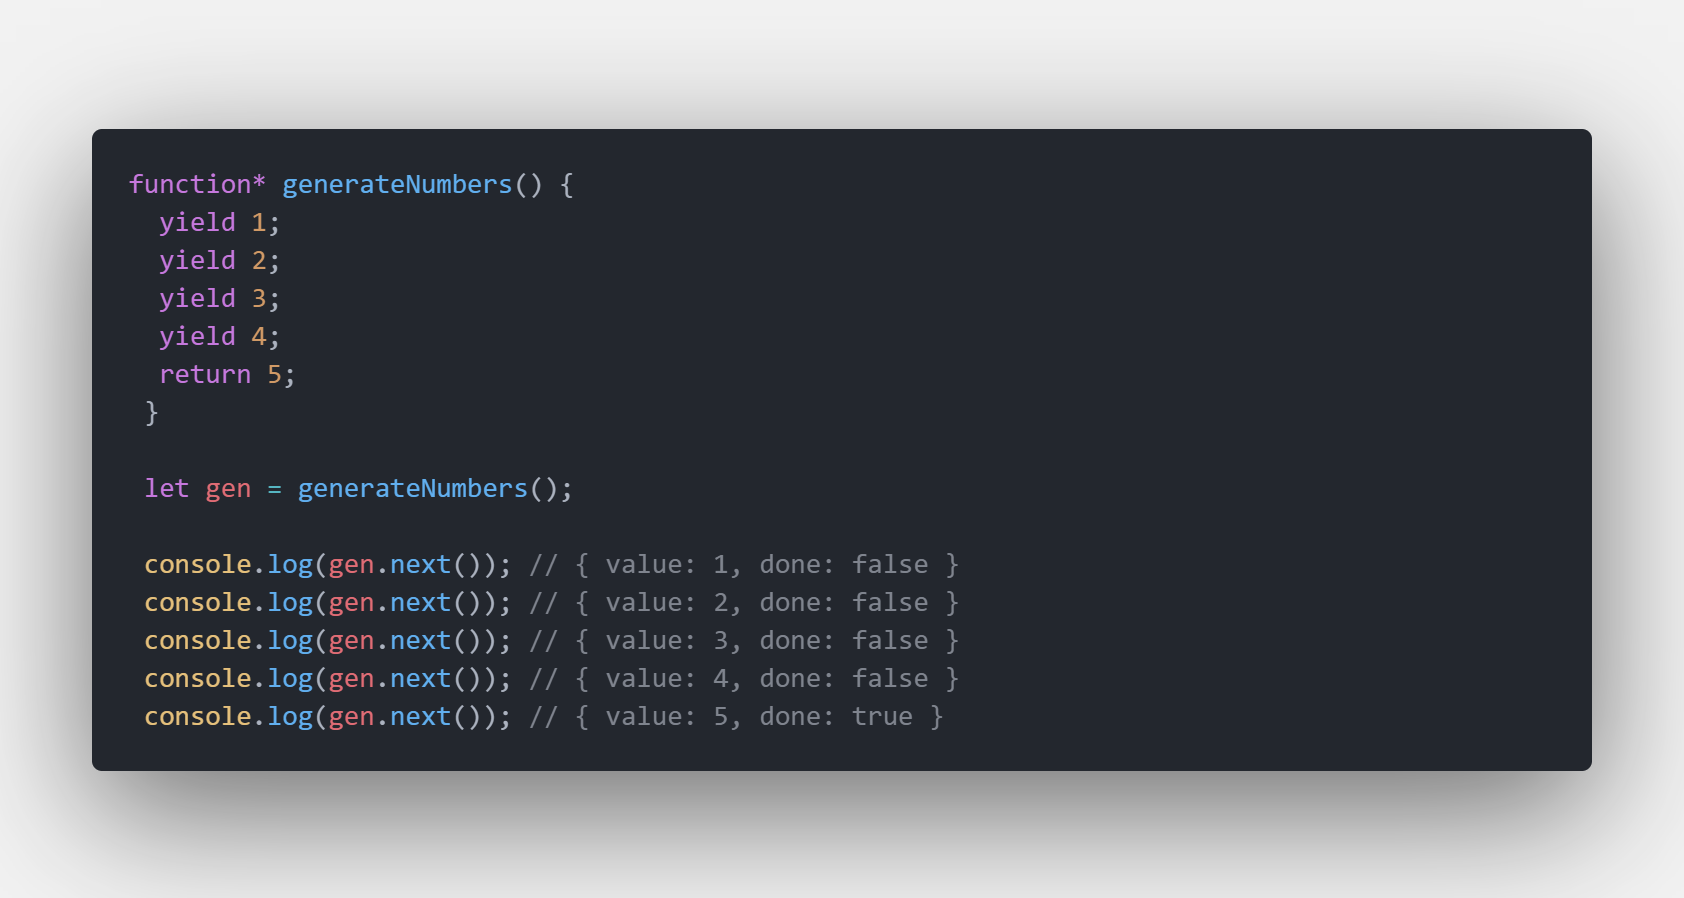 function* generateNumbers() {
  yield 1;
  yield 2;
  yield 3;
  yield 4;
  return 5;
 }

 let gen = generateNumbers();

 console.log(gen.next()); // { value: 1, done: false }
 console.log(gen.next()); // { value: 2, done: false }
 console.log(gen.next()); // { value: 3, done: false }
 console.log(gen.next()); // { value: 4, done: false }
 console.log(gen.next()); // { value: 5, done: true }